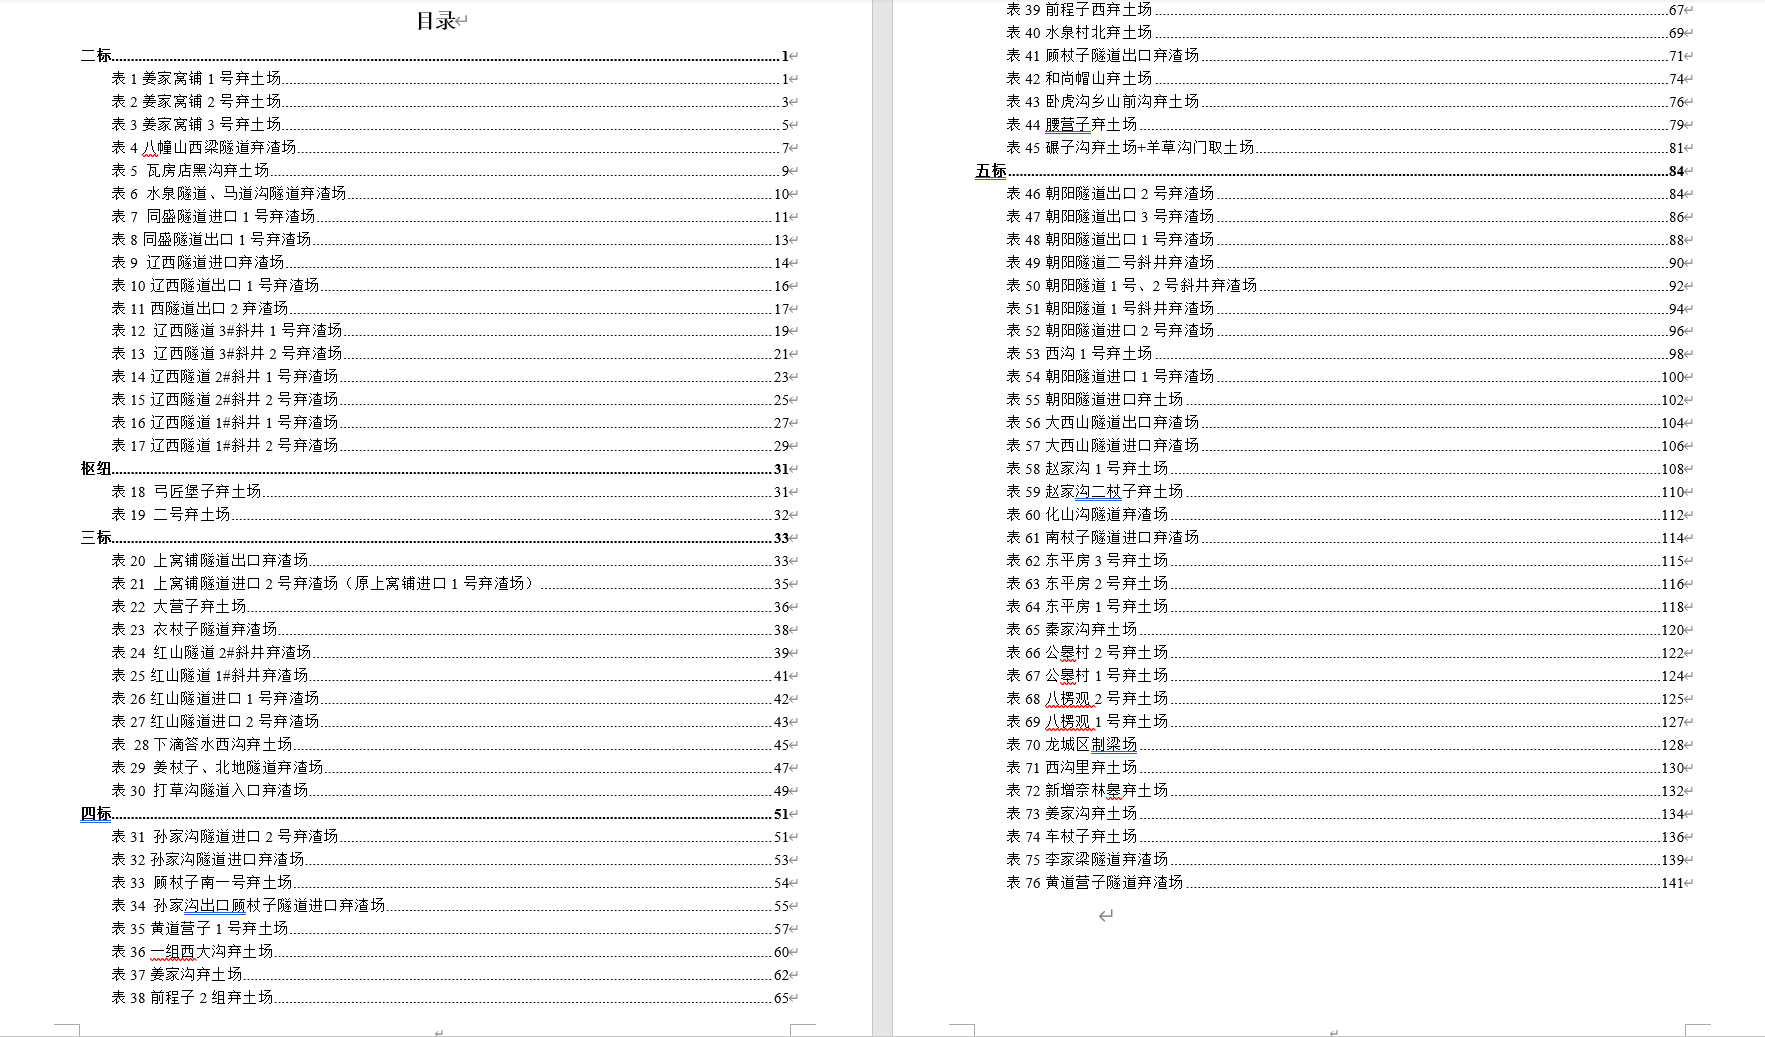 目录
二标 1
表 1 姜家窝铺 1 号弃土场 1
表 2 姜家窝铺 2 号弃土场 3
表 3 姜家窝铺 3 号弃土场 5
表 4 八幢山西梁隧道弃渣场 7
表 5 瓦房店黑沟弃土场 9
表 6 水泉隧道、马道沟隧道弃渣场 10
表 7 同盛隧道进口 1 号弃渣场 11
表 8 同盛隧道出口 1 号弃渣场 13
表 9 辽西隧道进口弃渣场 14
表 10 辽西隧道出口 1 号弃渣场 16
表 11 西隧道出口 2 弃渣场 17
表 12 辽西隧道 3#斜井 1 号弃渣场 19
表 13 辽西隧道 3#斜井 2 号弃渣场 21
表 14 辽西隧道 2#斜井 1 号弃渣场 23
表 15 辽西隧道 2#斜井 2 号弃渣场 25
表 16 辽西隧道 1#斜井 1 号弃渣场 27
表 17 辽西隧道 1#斜井 2 号弃渣场 29
枢纽 31
表 18 弓匠堡子弃土场 31
表 19 二号弃土场 32
三标 33
表 20 上窝铺隧道出口弃渣场 33
表 21 上窝铺隧道进口 2 号弃渣场（原上窝铺进口 1 号弃渣场） 35
表 22 大营子弃土场 36
表 23 衣杖子隧道弃渣场 38
表 24 红山隧道 2#斜井弃渣场 39
表 25 红山隧道 1#斜井弃渣场 41
表 26 红山隧道进口 1 号弃渣场 42
表 27 红山隧道进口 2 号弃渣场 43
表 28 下滴答水西沟弃土场 45
表 29 姜杖子、北地隧道弃渣场 47
表 30 打草沟隧道入口弃渣场 49
四标 51
表 31 孙家沟隧道进口 2 号弃渣场 51
表 32 孙家沟隧道进口弃渣场 53
表 33 顾杖子南一号弃土场 54
表 34 孙家沟出口顾杖子隧道进口弃渣场 55
表 35 黄道营子 1 号弃土场 57
表 36 一组西大沟弃土场 60
表 37 姜家沟弃土场 62
表 38 前程子 2 组弃土场 65
表 39 前程子西弃土场 67
表 40 水泉村北弃土场 69
表 41 顾杖子隧道出口弃渣场 71
表 42 和尚帽山弃土场 74
表 43 卧虎沟乡山前沟弃土场 76
表 44 腰营子弃土场 79
表 45 碾子沟弃土场+羊草沟门取土场 81
五标 84
表 46 朝阳隧道出口 2 号弃渣场 84
表 47 朝阳隧道出口 3 号弃渣场 86
表 48 朝阳隧道出口 1 号弃渣场 88
表 49 朝阳隧道二号斜井弃渣场 90
表 50 朝阳隧道 1 号、2 号斜井弃渣场 92
表 51 朝阳隧道 1 号斜井弃渣场 94
表 52 朝阳隧道进口 2 号弃渣场 96
表 53 西沟 1 号弃土场 98
表 54 朝阳隧道进口 1 号弃渣场 100
表 55 朝阳隧道进口弃土场 102
表 56 大西山隧道出口弃渣场 104
表 57 大西山隧道进口弃渣场 106
表 58 赵家沟 1 号弃土场 108
表 59 赵家沟二杖子弃土场 110
表 60 化山沟隧道弃渣场 112
表 61 南杖子隧道进口弃渣场 114
表 62 东平房 3 号弃土场 115
表 63 东平房 2 号弃土场 116
表 64 东平房 1 号弃土场 118
表 65 秦家沟弃土场 120
表 66 公皋村 2 号弃土场 122
表 67 公皋村 1 号弃土场 124
表 68 八楞观 2 号弃土场 125
表 69 八楞观 1 号弃土场 127
表 70 龙城区制梁场 128
表 71 西沟里弃土场 130
表 72 新增奈林皋弃土场 132
表 73 姜家沟弃土场 134
表 74 车杖子弃土场 136
表 75 李家梁隧道弃渣场 139
表 76 黄道营子隧道弃渣场 141